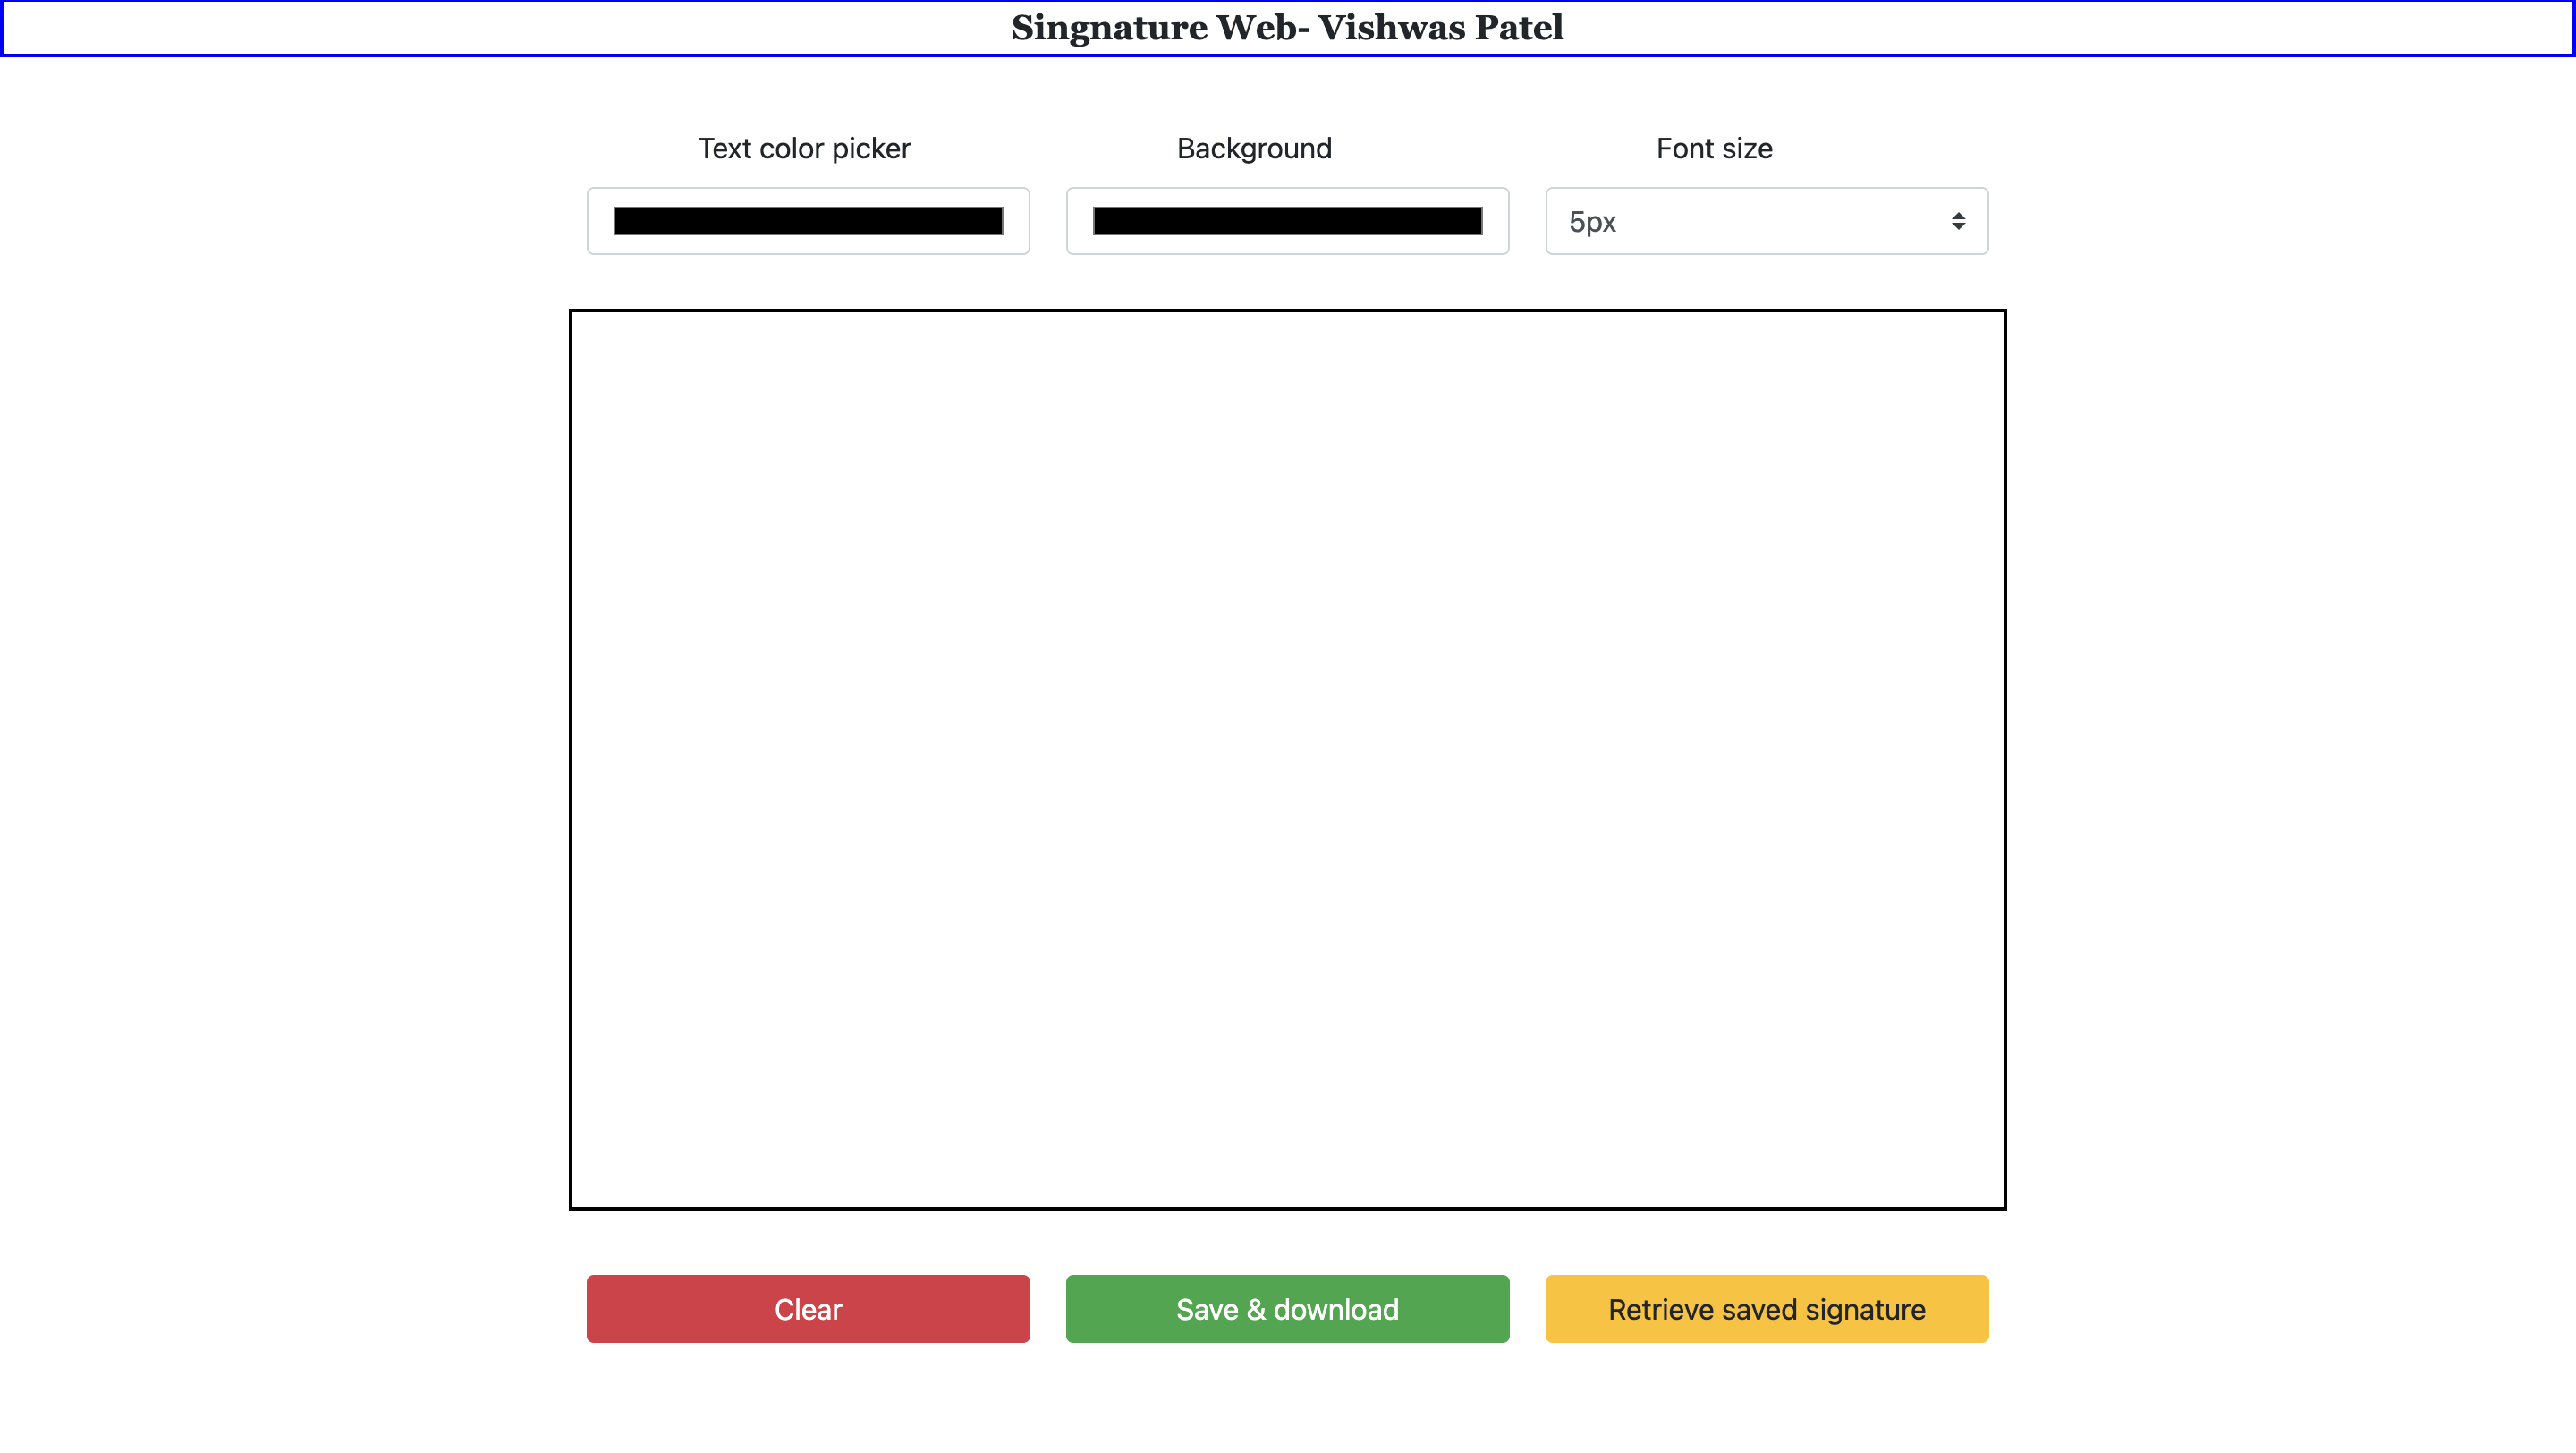 Singnature Web- Vishwas Patel
Text color picker
Background
Font size
5px
Clear
Save & download
Retrieve saved signature